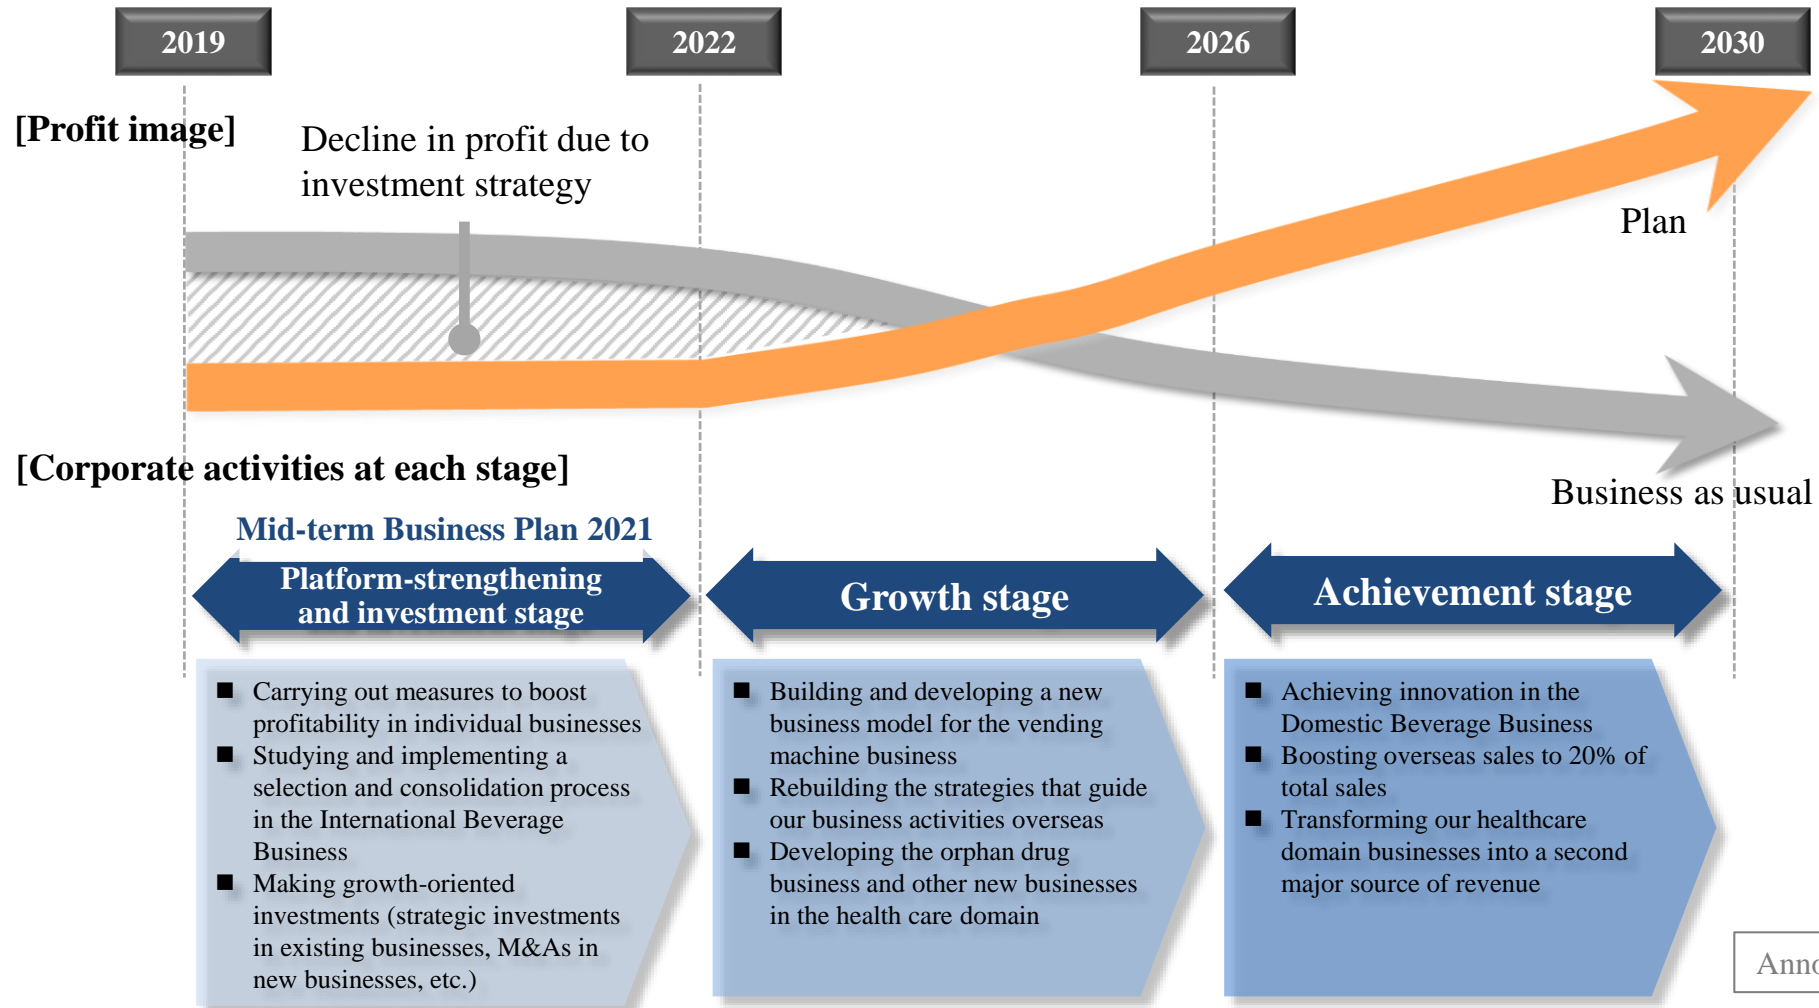 2019
2022
2026
2030
[Profit image]
Decline in profit due to
investment strategy
Plan
[Corporate activities at each stage]
Business as usual
Mid-term Business Plan 2021
Platform-strengthening
and investment stage
Growth stage
Achievement stage
■ Carrying out measures to boost
profitability in individual businesses
■ Studying and implementing a
selection and consolidation process
in the International Beverage
Business
■ Making growth-oriented
investments (strategic investments
in existing businesses, M&As in
new businesses, etc.)
■ Building and developing a new
business model for the vending
machine business
■ Rebuilding the strategies that guide
our business activities overseas
■ Developing the orphan drug
business and other new businesses
in the health care domain
■ Achieving innovation in the
Domestic Beverage Business
■ Boosting overseas sales to 20% of
total sales
■ Transforming our healthcare
domain businesses into a second
major source of revenue